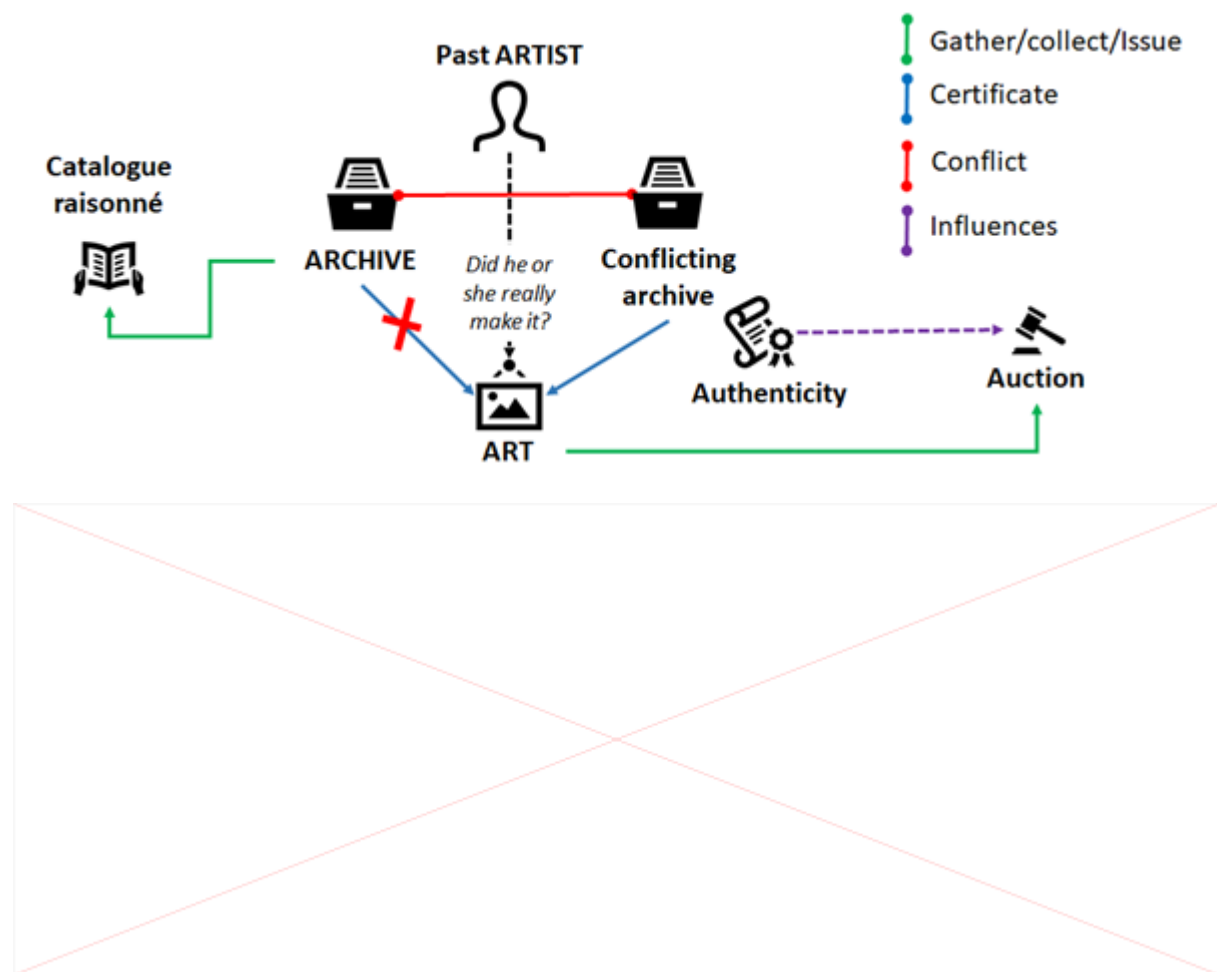 Past ARTIST
Gather/collect/Issue
Certificate
Conflict
Influences
Catalogue
raisonné
ARCHIVE
Did he or
she really
make it?
Conflicting
archive
Authenticity
Auction
ART